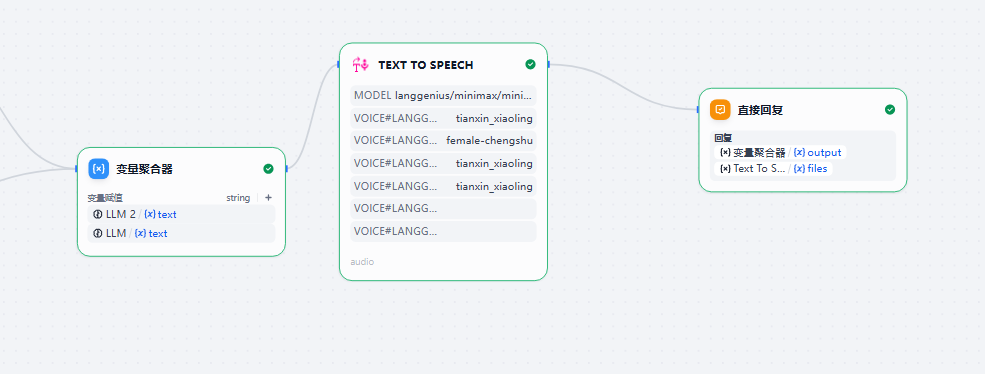 变量聚合器
变量赋值 string +
LLM 2 / {x} text
LLM / {x} text
TEXT TO SPEECH
MODEL langgenius/minimax/mini...
VOICE#LANGG... tianxin_xiaoling
VOICE#LANGG... female-chengshu
VOICE#LANGG... tianxin_xiaoling
VOICE#LANGG... tianxin_xiaoling
VOICE#LANGG...
VOICE#LANGG...
audio
直接回复
回复
{x} 变量聚合器 / {x} output
{x} Text To S... / {x} files